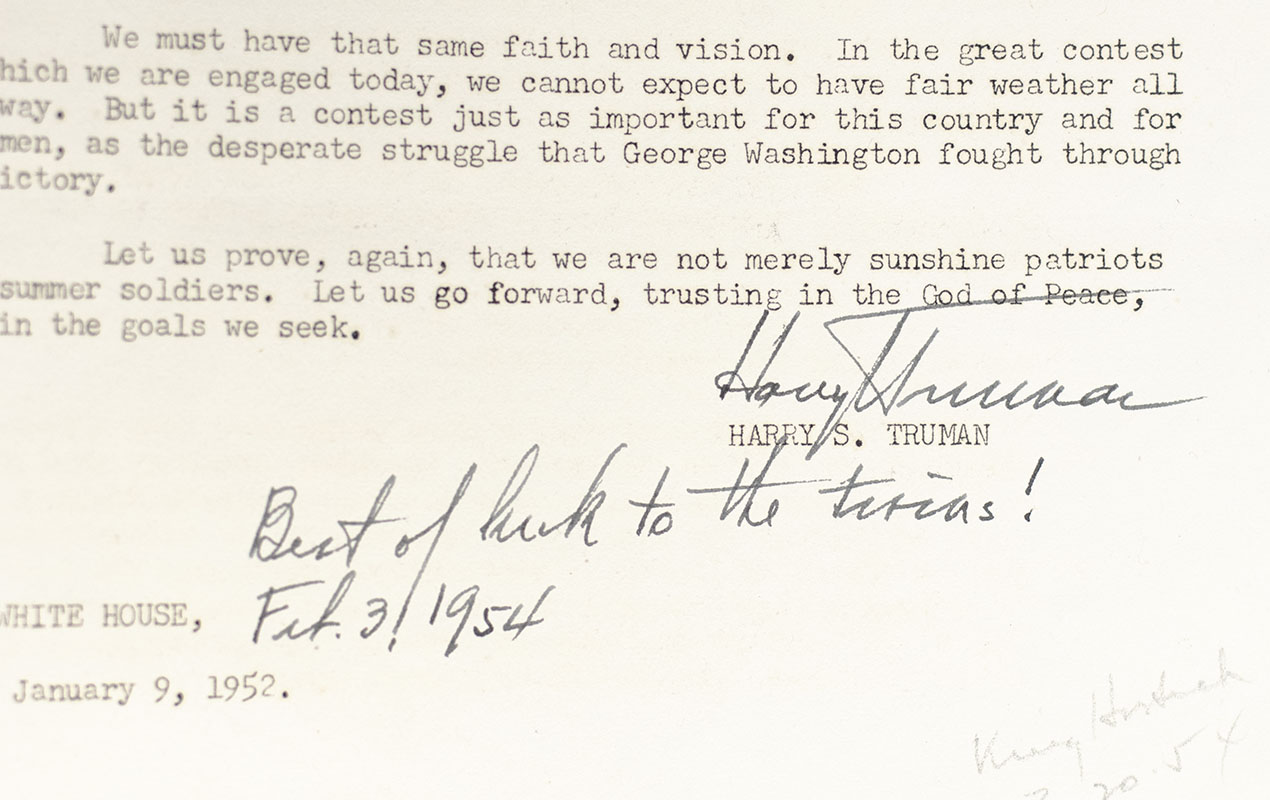 We must have that same faith and vision. In the great contest
hich we are engaged today, we cannot expect to have fair weather all
way. But it is a contest just as important for this country and for
men, as the desperate struggle that George Washington fought through
ictory.
Let us prove, again, that we are not merely sunshine patriots
summer soldiers. Let us go forward, trusting in the God of Peace,
in the goals we seek.
Harry Truman
HARRY S. TRUMAN
Best of luck to the twins!
WHITE HOUSE,
Feb. 3, 1954
January 9, 1952.
20.54